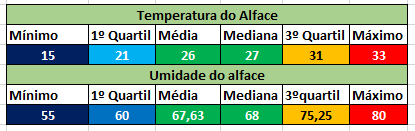 Temperatura do Alface
Mínimo 1º Quartil Média Mediana 3º Quartil Máximo
15 21 26 27 31 33
Umidade do alface
Mínimo 1º Quartil Média Mediana 3ºquartil Máximo
55 60 67,63 68 75,25 80